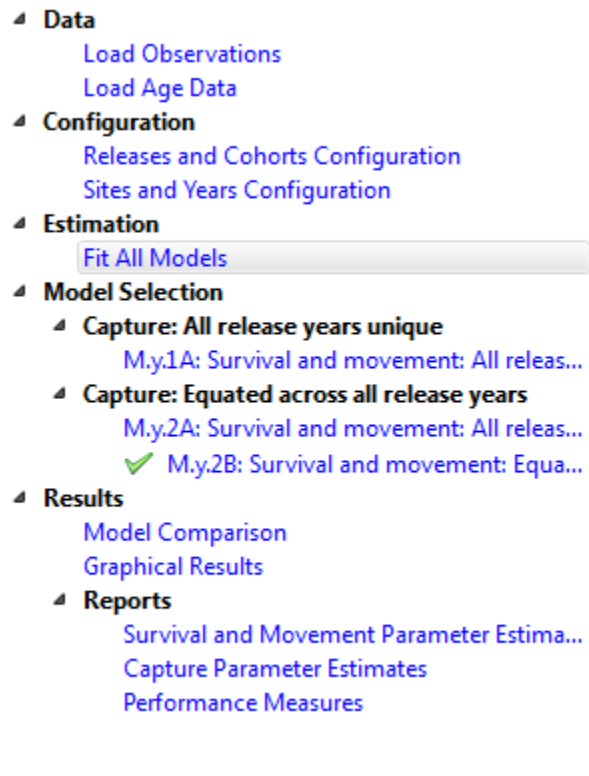 Data
Load Observations
Load Age Data
Configuration
Releases and Cohorts Configuration
Sites and Years Configuration
Estimation
Fit All Models
Model Selection
Capture: All release years unique
M.y.1A: Survival and movement: All releas...
Capture: Equated across all release years
M.y.2A: Survival and movement: All releas...
M.y.2B: Survival and movement: Equa...
Results
Model Comparison
Graphical Results
Reports
Survival and Movement Parameter Estima...
Capture Parameter Estimates
Performance Measures